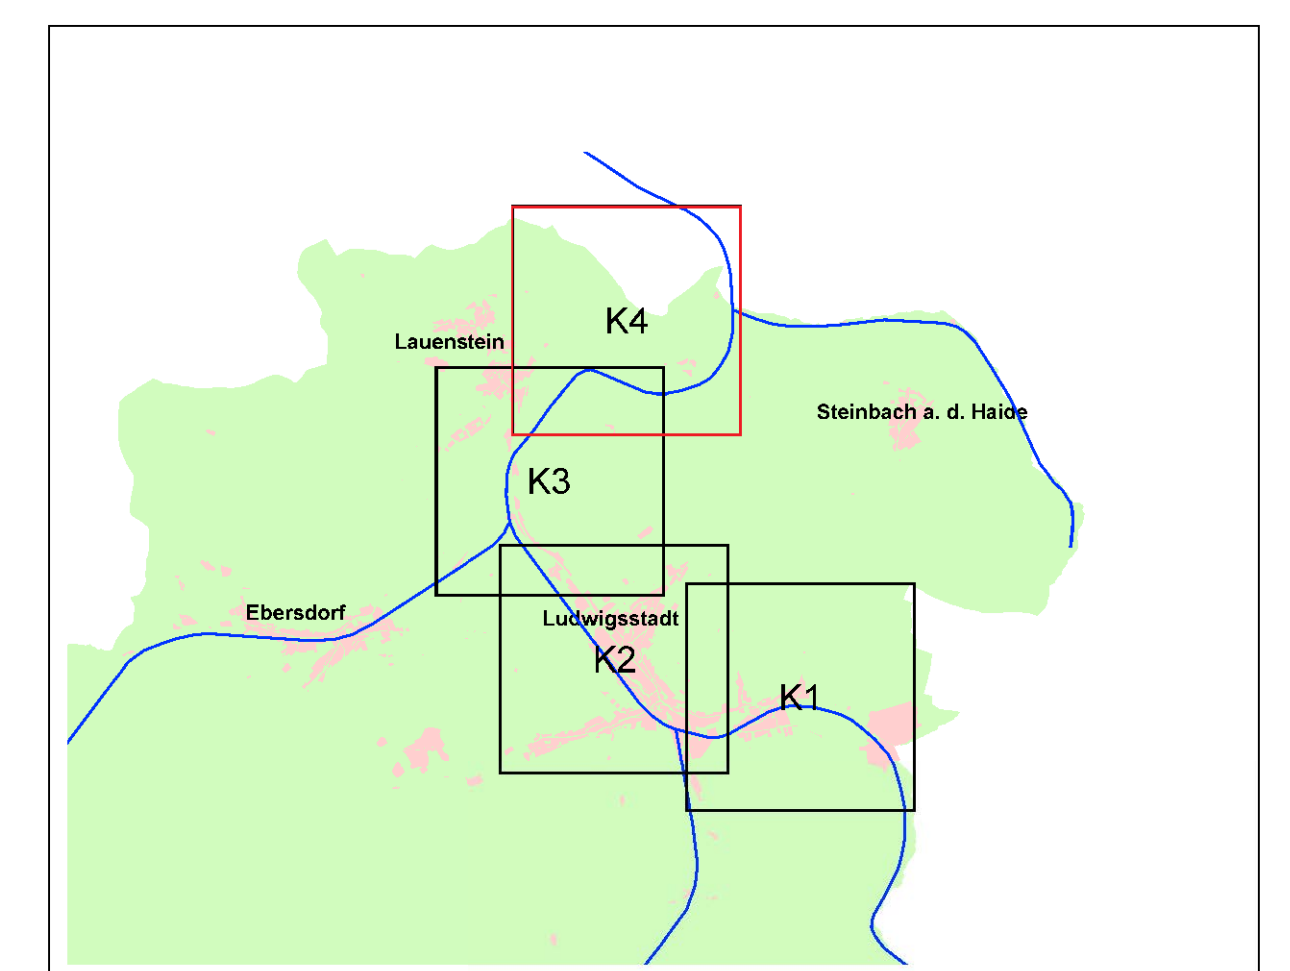 K4
Lauenstein
Steinbach a. d. Haide
K3
Ebersdorf
Ludwigsstadt
K2
K1